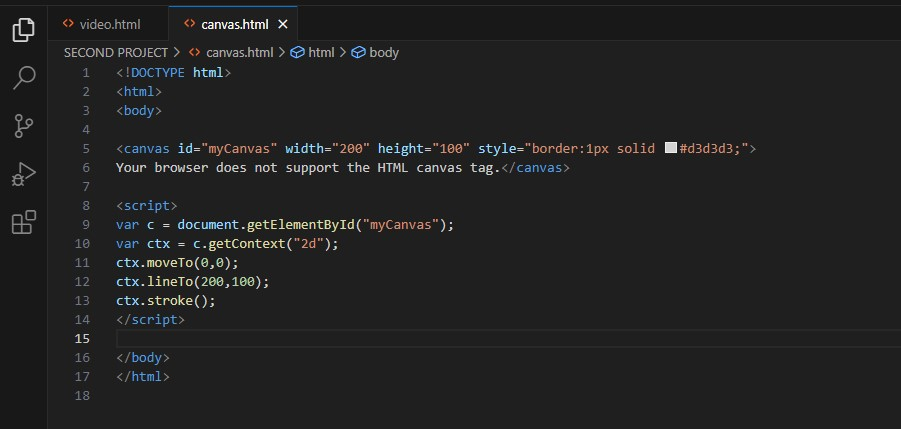 video.html canvas.html
SECOND PROJECT > canvas.html > html > body
1 <!DOCTYPE html>
2 <html>
3 <body>
4
5 <canvas id="myCanvas" width="200" height="100" style="border:1px solid #d3d3d3;">
6 Your browser does not support the HTML canvas tag.</canvas>
7
8 <script>
9 var c = document.getElementById("myCanvas");
10 var ctx = c.getContext("2d");
11 ctx.moveTo(0,0);
12 ctx.lineTo(200,100);
13 ctx.stroke();
14 </script>
15
16 </body>
17 </html>
18